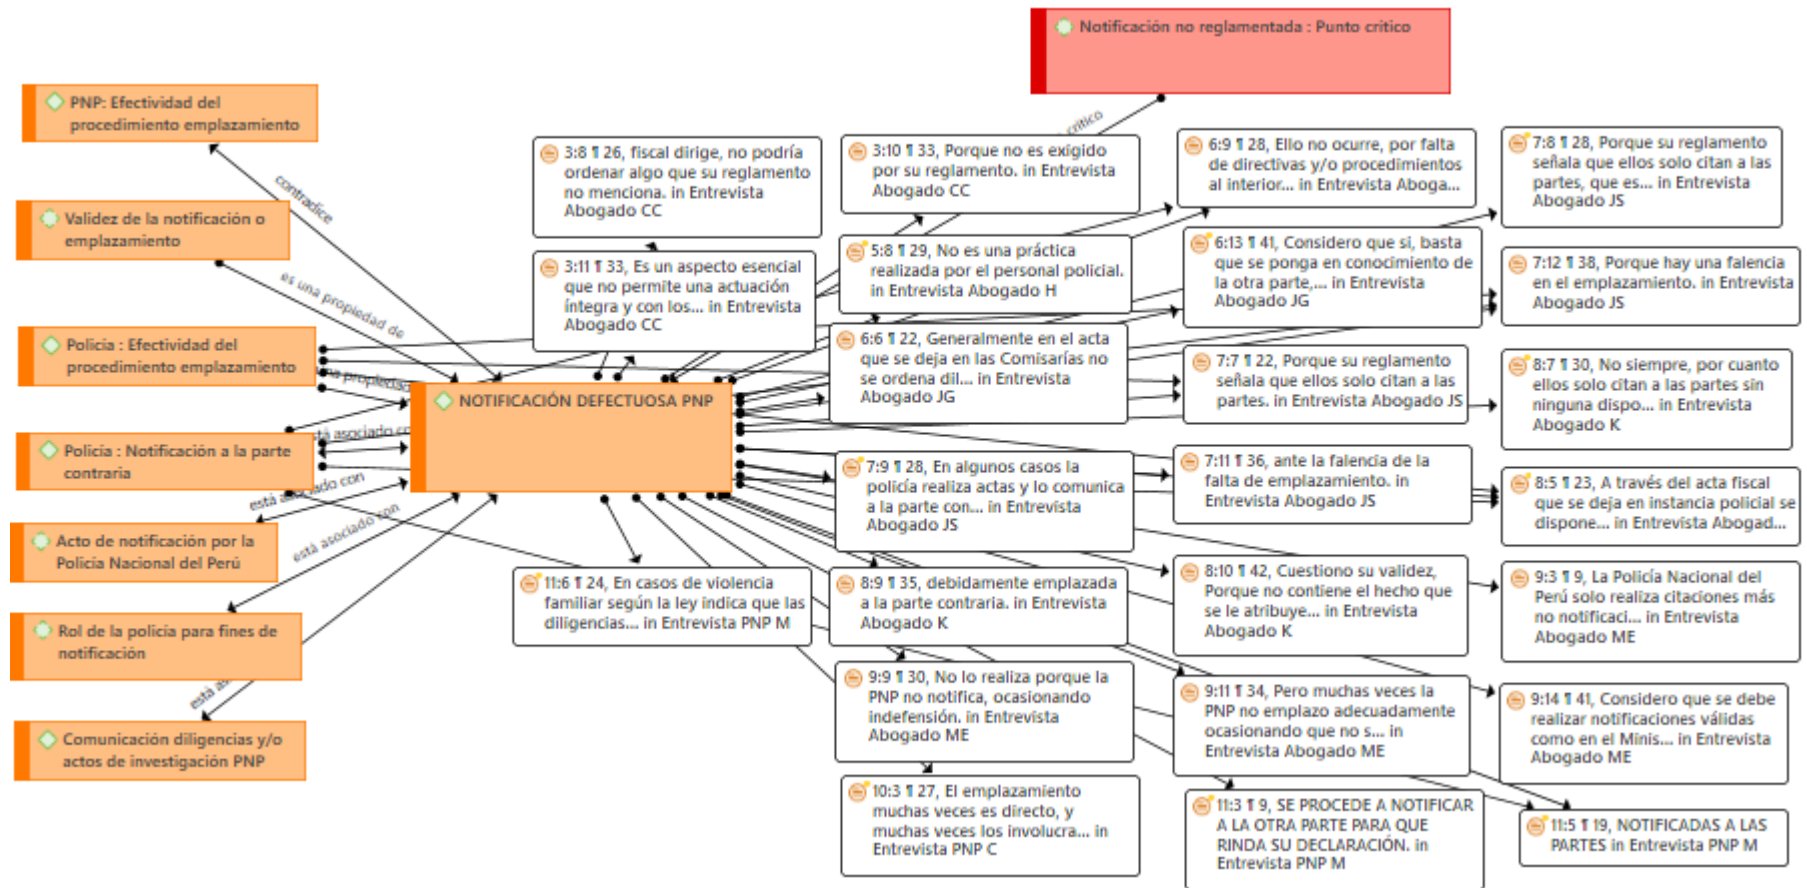 Notificación no reglamentada : Punto critico
PNP: Efectividad del
procedimiento emplazamiento
Validez de la notificación o
emplazamiento
Policia : Efectividad del
procedimiento emplazamiento
Policia : Notificación a la parte
contraria
Acto de notificación por la
Policia Nacional del Perú
Rol de la policía para fines de
notificación
Comunicación diligencias y/o
actos de investigación PNP
contradice
es una propiedad de
na propiedad
stá asociado co
está asociado con
está asociado con
está as
crítico
NOTIFICACIÓN DEFECTUOSA PNP
3:8 ¶ 26, fiscal dirige, no podría
ordenar algo que su reglamento
no menciona. in Entrevista
Abogado CC
3:11 ¶ 33, Es un aspecto esencial
que no permite una actuación
íntegra y con los... in Entrevista
Abogado CC
11:6 ¶ 24, En casos de violencia
familiar según la ley indica que las
diligencias... in Entrevista PNP M
3:10 ¶ 33, Porque no es exigido
por su reglamento. in Entrevista
Abogado CC
5:8 ¶ 29, No es una práctica
realizada por el personal policial.
in Entrevista Abogado H
6:6 ¶ 22, Generalmente en el acta
que se deja en las Comisarías no
se ordena dil... in Entrevista
Abogado JG
7:9 ¶ 28, En algunos casos la
policía realiza actas y lo comunica
a la parte con... in Entrevista
Abogado JS
8:9 ¶ 35, debidamente emplazada
a la parte contraria. in Entrevista
Abogado K
9:9 ¶ 30, No lo realiza porque la
PNP no notifica, ocasionando
indefensión. in Entrevista
Abogado ME
10:3 ¶ 27, El emplazamiento
muchas veces es directo, y
muchas veces los involucra... in
Entrevista PNP C
6:9 ¶ 28, Ello no ocurre, por falta
de directivas y/o procedimientos
al interior... in Entrevista Aboga...
6:13 ¶ 41, Considero que si, basta
que se ponga en conocimiento de
la otra parte,... in Entrevista
Abogado JG
7:7 ¶ 22, Porque su reglamento
señala que ellos solo citan a las
partes. in Entrevista Abogado JS
7:11 ¶ 36, ante la falencia de la
falta de emplazamiento. in
Entrevista Abogado JS
8:10 ¶ 42, Cuestiono su validez,
Porque no contiene el hecho que
se le atribuye... in Entrevista
Abogado K
9:11 ¶ 34, Pero muchas veces la
PNP no emplazo adecuadamente
ocasionando que no s... in
Entrevista Abogado ME
11:3 ¶ 9, SE PROCEDE A NOTIFICAR
A LA OTRA PARTE PARA QUE
RINDA SU DECLARACIÓN. in
Entrevista PNP M
7:8 ¶ 28, Porque su reglamento
señala que ellos solo citan a las
partes, que es... in Entrevista
Abogado JS
7:12 ¶ 38, Porque hay una falencia
en el emplazamiento. in Entrevista
Abogado JS
8:7 ¶ 30, No siempre, por cuanto
ellos solo citan a las partes sin
ninguna dispo... in Entrevista
Abogado K
8:5 ¶ 23, A través del acta fiscal
que se deja en instancia policial se
dispone... in Entrevista Abogad...
9:3 ¶ 9, La Policía Nacional del
Perú solo realiza citaciones más
no notificaci... in Entrevista
Abogado ME
9:14 ¶ 41, Considero que se debe
realizar notificaciones válidas
como en el Minis... in Entrevista
Abogado ME
11:5 ¶ 19, NOTIFICADAS A LAS
PARTES in Entrevista PNP M